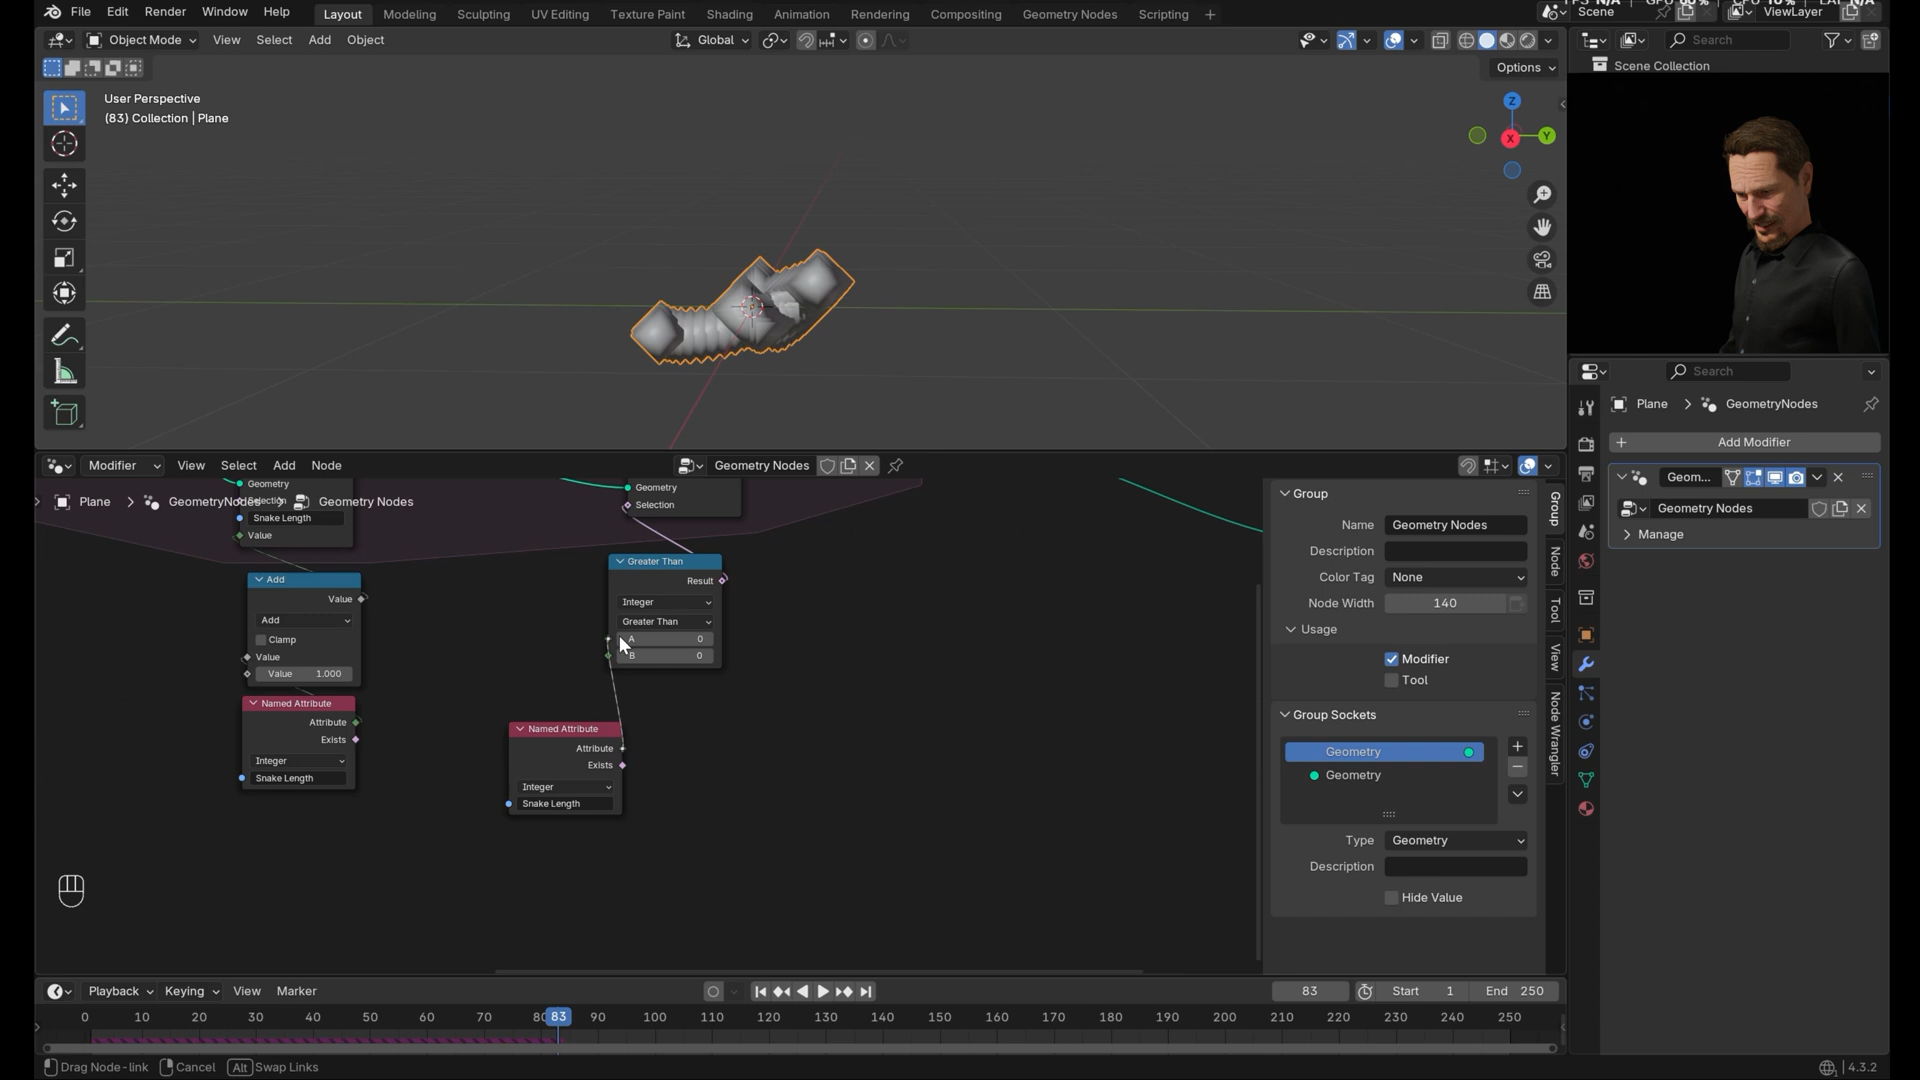 File Edit Render Window Help
Layout Modeling Sculpting UV Editing Texture Paint Shading Animation Rendering Compositing Geometry Nodes Scripting +
Scene
ViewLayer
Object Mode View Select Add Object
Global
Options
Search
Scene Collection
User Perspective
(83) Collection | Plane
Z
X
Y
Search
Plane > GeometryNodes
+ Add Modifier
Geom...
Geometry Nodes
Manage
Modifier View Select Add Node
Geometry Nodes
Plane > GeometryNodes Geometry Nodes
Geometry
Selection
Snake Length
Value
Geometry
Selection
Add
Value
Add
Clamp
Value
Value 1.000
Named Attribute
Attribute
Exists
Integer
Snake Length
Greater Than
Result
Integer
Greater Than
A 0
B 0
Named Attribute
Attribute
Exists
Integer
Snake Length
Group
Name Geometry Nodes
Description
Color Tag None
Node Width 140
Usage
Modifier
Tool
Group Sockets
Geometry
Geometry
Type Geometry
Description
Hide Value
Group
Node
Tool
View
Node Wrangler
Playback Keying View Marker
83 Start 1 End 250
0 10 20 30 40 50 60 70 80 83 90 100 110 120 130 140 150 160 170 180 190 200 210 220 230 240 250
Drag Node-link Cancel Alt Swap Links
4.3.2